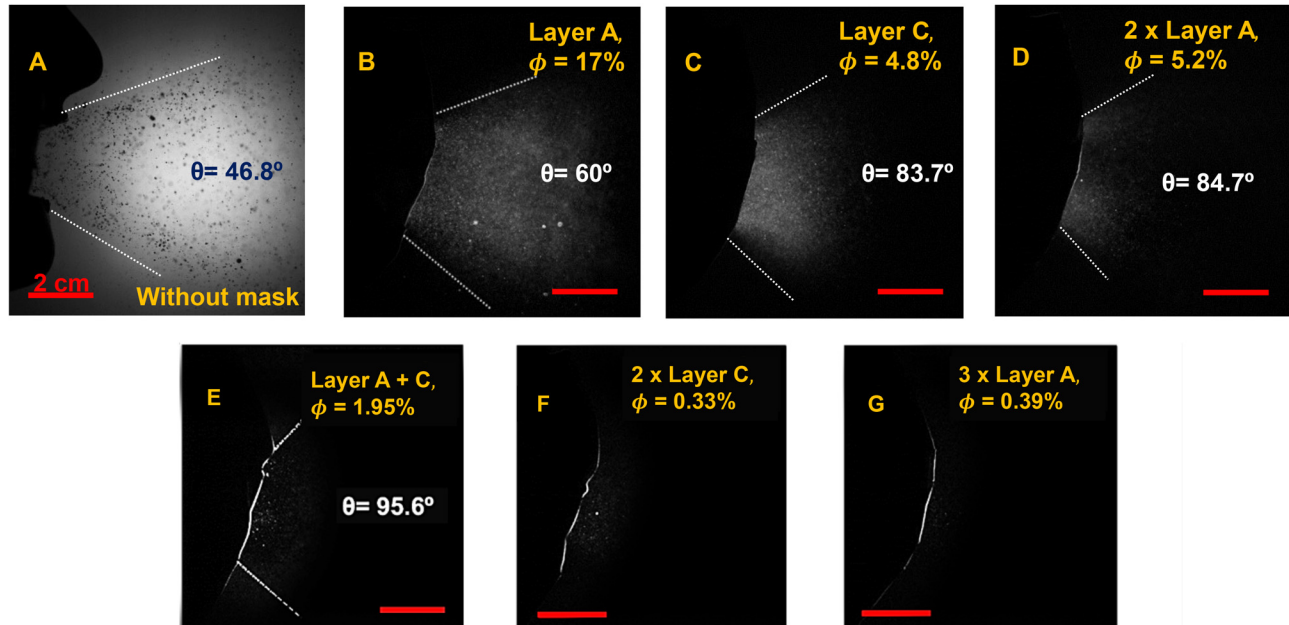 A
θ= 46.8º
2 cm
Without mask
B
Layer A,
ϕ = 17%
θ= 60º
C
Layer C,
ϕ = 4.8%
θ= 83.7º
D
2 x Layer A,
ϕ = 5.2%
θ= 84.7º
E
Layer A + C,
ϕ = 1.95%
θ= 95.6º
F
2 x Layer C,
ϕ = 0.33%
G
3 x Layer A,
ϕ = 0.39%